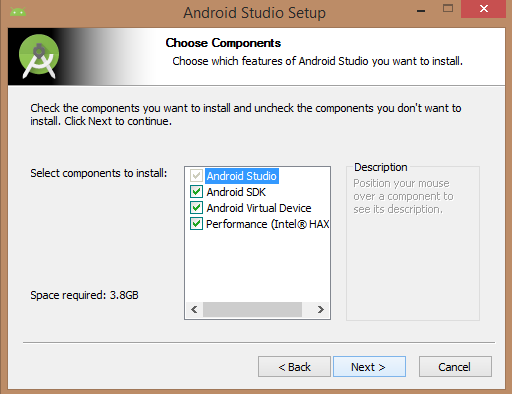 Android Studio Setup
Choose Components
Choose which features of Android Studio you want to install.
Check the components you want to install and uncheck the components you don't want to
install. Click Next to continue.
Select components to install:
Android Studio
Android SDK
Android Virtual Device
Performance (Intel® HAX
Description
Position your mouse
over a component to
see its description.
Space required: 3.8GB
< Back
Next >
Cancel